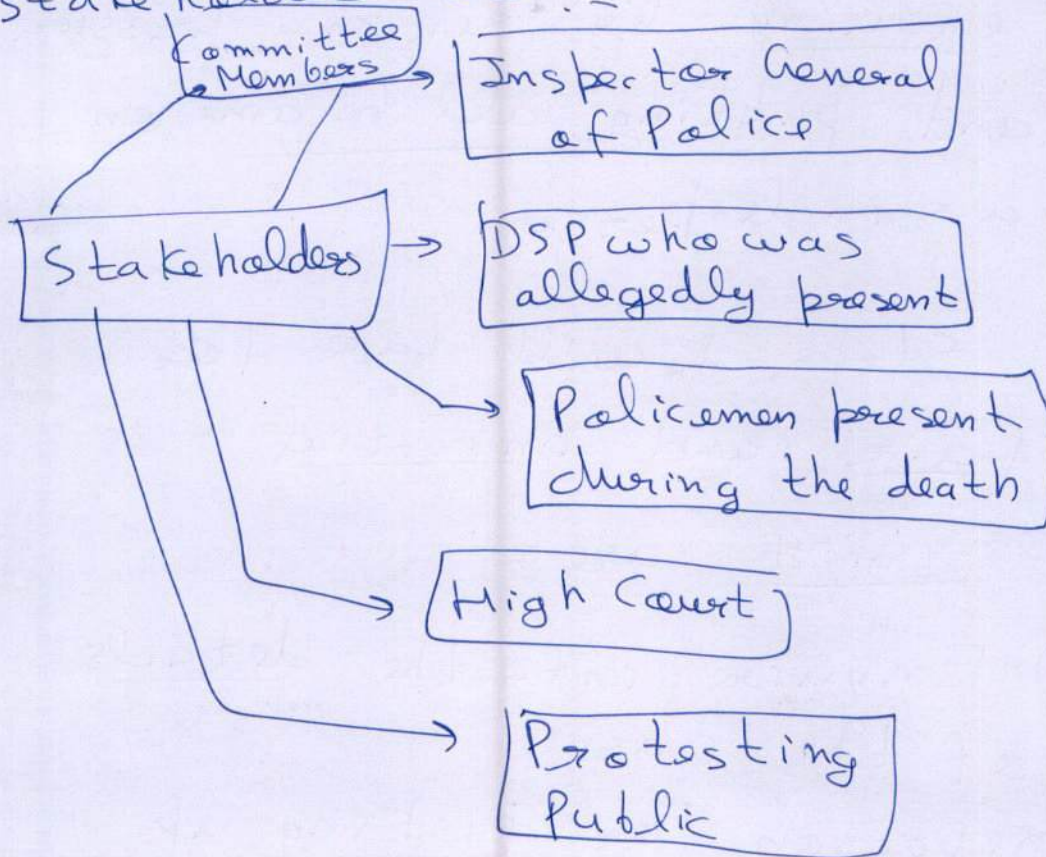 Committee
Members
Inspector General
of Police
Stakeholders
DSP who was
allegedly present
Policemen present
during the death
High Court
Protesting
Public